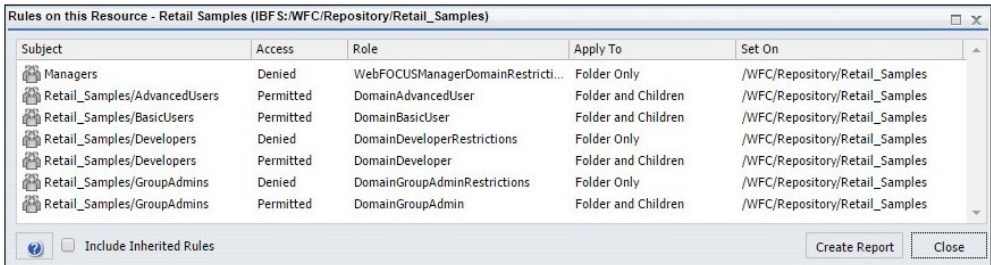 Rules on this Resource - Retail Samples (IBFS:/WFC/Repository/Retail_Samples)
Subject Access Role Apply To Set On
Managers Denied WebFOCUSManagerDomainRestricti... Folder Only /WFC/Repository/Retail_Samples
Retail_Samples/AdvancedUsers Permitted DomainAdvancedUser Folder and Children /WFC/Repository/Retail_Samples
Retail_Samples/BasicUsers Permitted DomainBasicUser Folder and Children /WFC/Repository/Retail_Samples
Retail_Samples/Developers Denied DomainDeveloperRestrictions Folder Only /WFC/Repository/Retail_Samples
Retail_Samples/Developers Permitted DomainDeveloper Folder and Children /WFC/Repository/Retail_Samples
Retail_Samples/GroupAdmins Denied DomainGroupAdminRestrictions Folder Only /WFC/Repository/Retail_Samples
Retail_Samples/GroupAdmins Permitted DomainGroupAdmin Folder and Children /WFC/Repository/Retail_Samples
? Include Inherited Rules Create Report Close